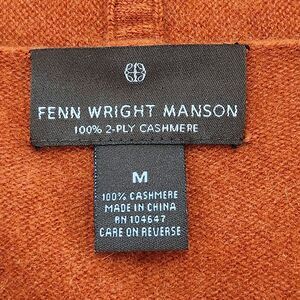 FENN WRIGHT MANSON
100% 2-PLY CASHMERE
M
100% CASHMERE
MADE IN CHINA
RN 104647
CARE ON REVERSE